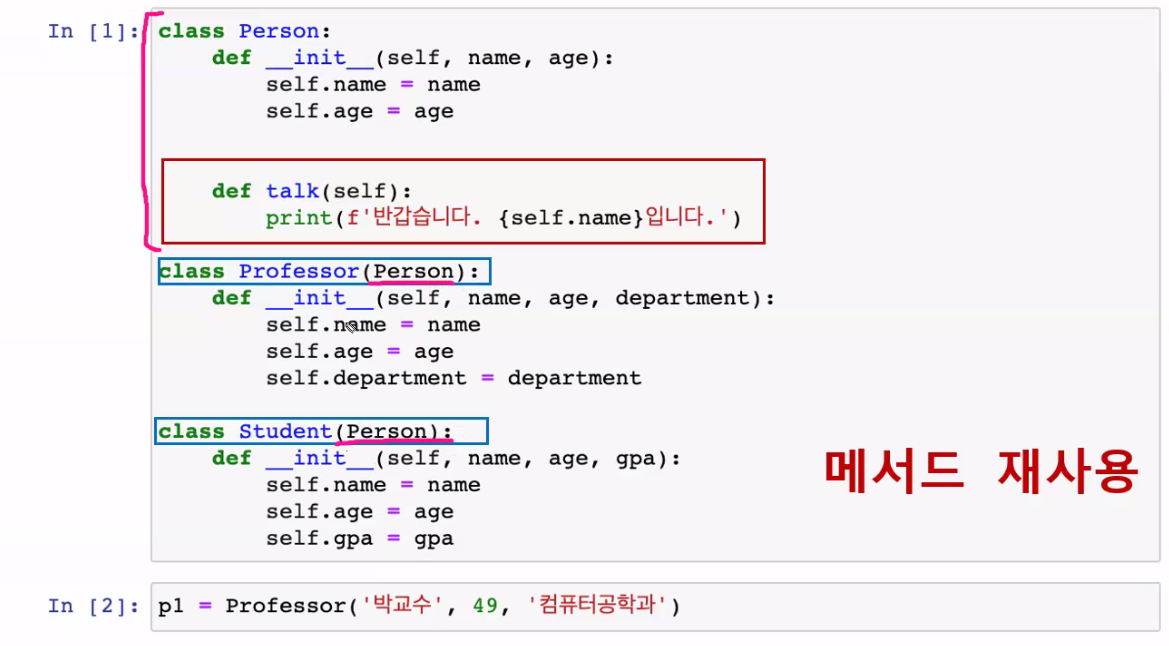 In [1]: class Person:
def __init__(self, name, age):
self.name = name
self.age = age
def talk(self):
print(f'반갑습니다. {self.name}입니다.')
class Professor(Person):
def __init__(self, name, age, department):
self.name = name
self.age = age
self.department = department
class Student(Person):
def __init__(self, name, age, gpa):
self.name = name
self.age = age
self.gpa = gpa
메서드 재사용
In [2]: p1 = Professor('박교수', 49, '컴퓨터공학과')